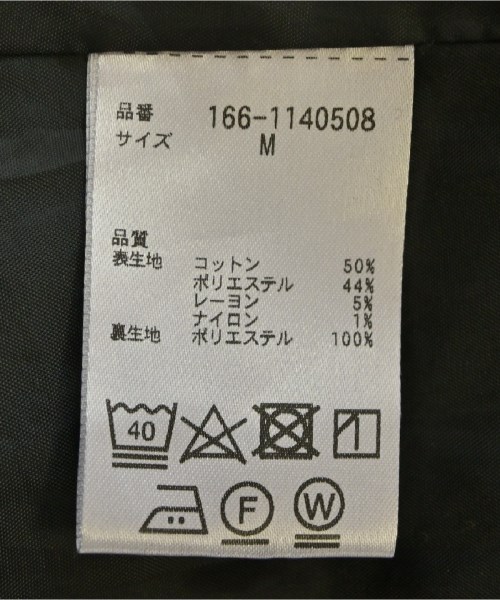 品番 166-1140508
サイズ M
品質
表生地 コットン 50%
ポリエステル 44%
レーヨン 5%
ナイロン 1%
裏生地 ポリエステル 100%
40
F W